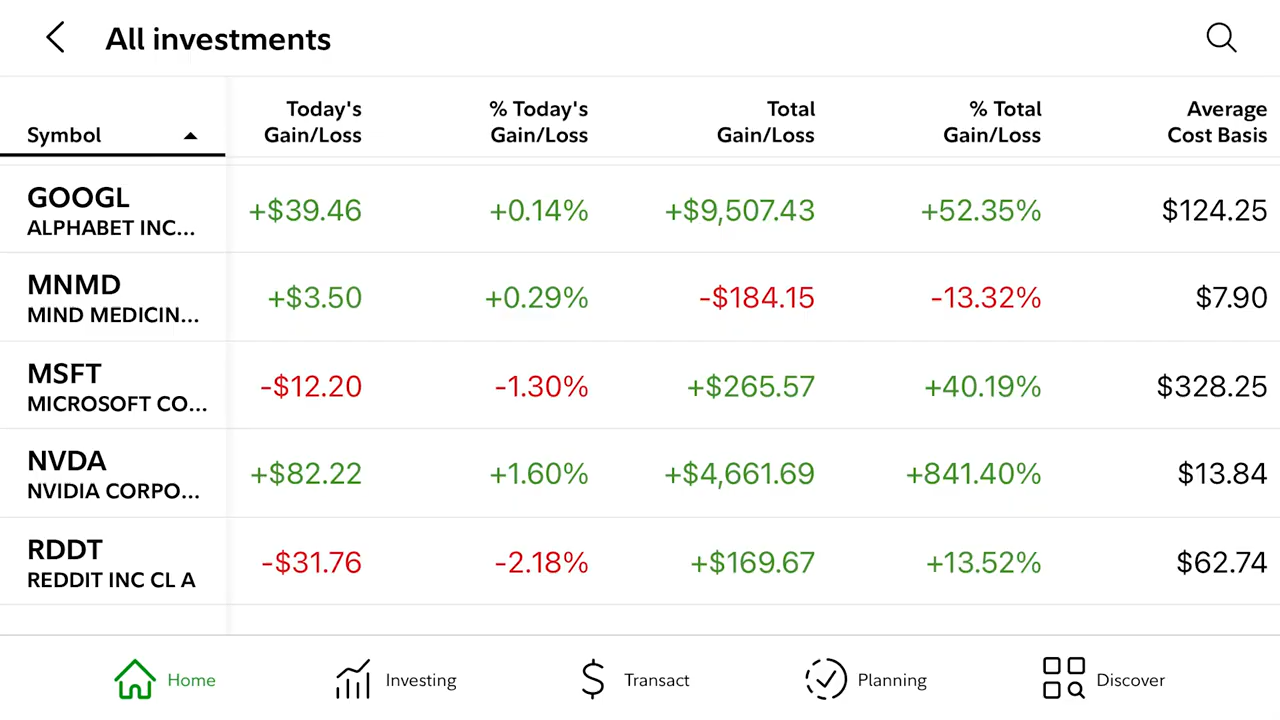 All investments
Symbol
Today's
Gain/Loss
% Today's
Gain/Loss
Total
Gain/Loss
% Total
Gain/Loss
Average
Cost Basis
GOOGL
ALPHABET INC...
+$39.46
+0.14%
+$9,507.43
+52.35%
$124.25
MNMD
MIND MEDICIN...
+$3.50
+0.29%
-$184.15
-13.32%
$7.90
MSFT
MICROSOFT CO...
-$12.20
-1.30%
+$265.57
+40.19%
$328.25
NVDA
NVIDIA CORPO...
+$82.22
+1.60%
+$4,661.69
+841.40%
$13.84
RDDT
REDDIT INC CL A
-$31.76
-2.18%
+$169.67
+13.52%
$62.74
Home
Investing
Transact
Planning
Discover